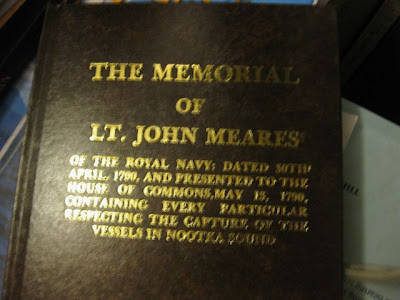 THE MEMORIAL
OF
LT. JOHN MEARES
OF THE ROYAL NAVY: DATED 30TH
APRIL, 1790, AND PRESENTED TO THE
HOUSE OF COMMONS, MAY 13, 1790,
CONTAINING EVERY PARTICULAR
RESPECTING THE CAPTURE OF THE
VESSELS IN NOOTKA SOUND